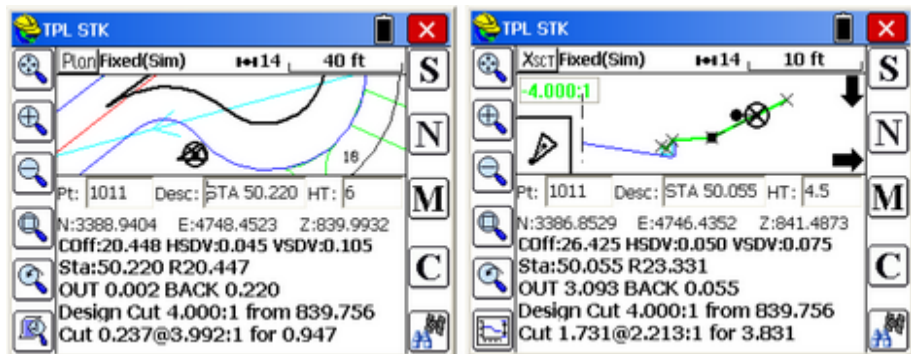 TPL STK
Plan Fixed(Sim) 14 40 ft
S
N
M
C
18
Pt: 1011 Desc: STA 50.220 HT: 6
N:3388.9404 E:4748.4523 Z:839.9932
COff:20.448 HSDV:0.045 VSDV:0.105
Sta:50.220 R20.447
OUT 0.002 BACK 0.220
Design Cut 4.000:1 from 839.756
Cut 0.237@3.992:1 for 0.947
TPL STK
XSCT Fixed(Sim) 14 10 ft
S
-4.000:1
N
M
C
Pt: 1011 Desc: STA 50.055 HT: 4.5
N:3386.8529 E:4746.4352 Z:841.4873
COff:26.425 HSDV:0.050 VSDV:0.075
Sta:50.055 R23.331
OUT 3.093 BACK 0.055
Design Cut 4.000:1 from 839.756
Cut 1.731@2.213:1 for 3.831